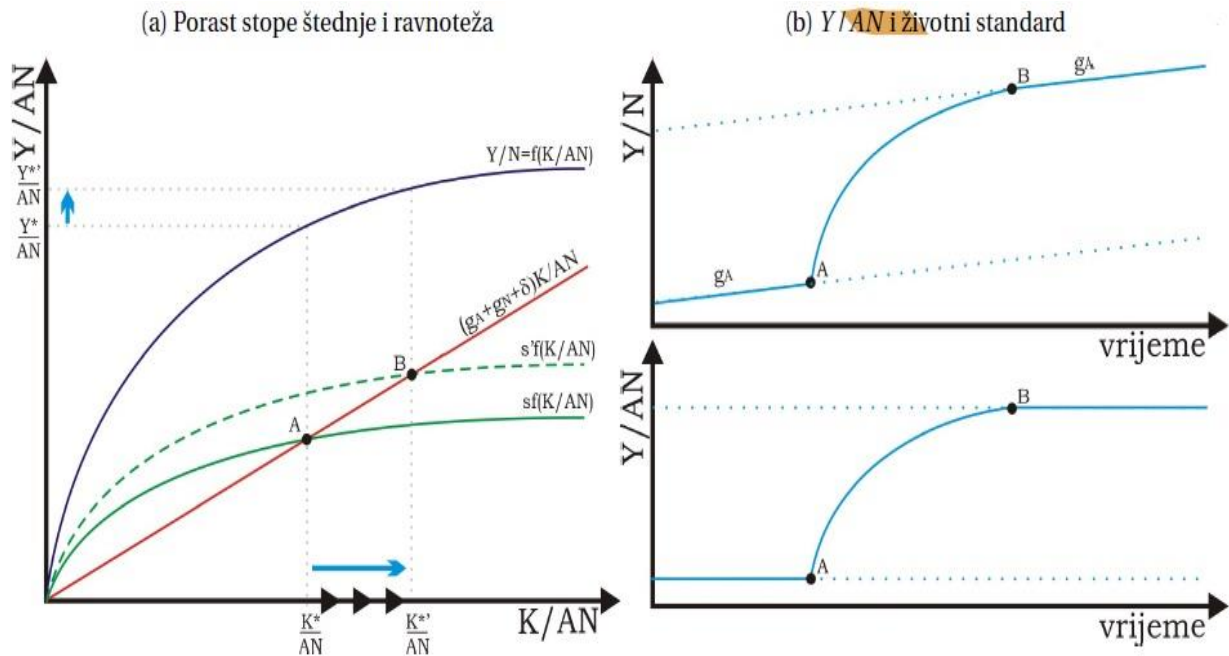 (a) Porast stope štednje i ravnoteža
Y/AN
Y*'
AN
Y*
AN
Y/N=f(K/AN)
(gA+gN+δ)K/AN
s'f(K/AN)
sf(K/AN)
A
B
K*
AN
K*'
AN
K/AN
(b) Y/AN i životni standard
Y/N
gA
A
B
gA
vrijeme
Y/AN
A
B
vrijeme